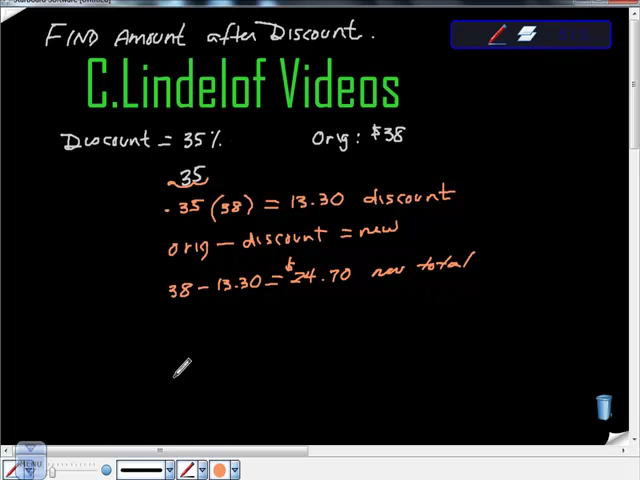 FIND Amount after Discount.
C.Lindelof Videos
Discount = 35% Orig: $38
35
.35 (38) = 13.30 discount
orig - discount = new
38 - 13.30 = $24.70 new total
MENU